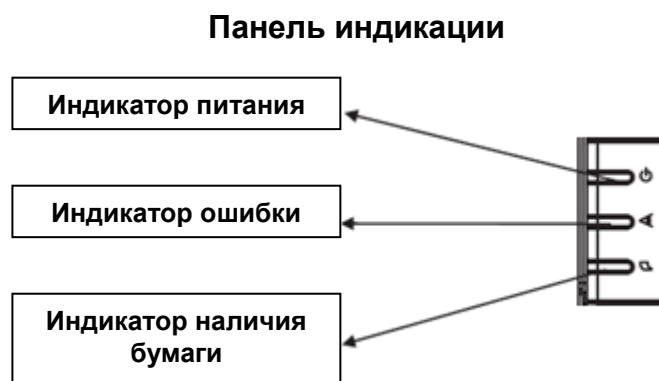 Панель индикации
Индикатор питания
Индикатор ошибки
Индикатор наличия
бумаги